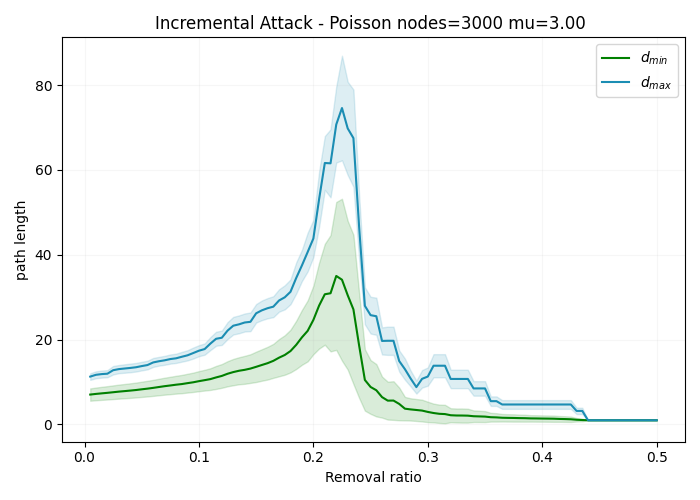 Incremental Attack - Poisson nodes=3000 mu=3.00
d_min
d_max
path length
80
60
40
20
0
0.0 0.1 0.2 0.3 0.4 0.5
Removal ratio